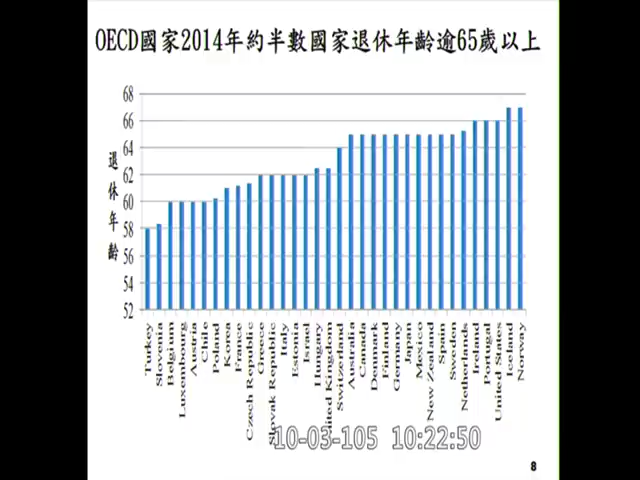 OECD國家2014年約半數國家退休年齡逾65歲以上
68
66
64
62
60
58
56
54
52
退休年齡
Turkey
Slovenia
Belgium
Luxembourg
Austria
Chile
Poland
Korea
France
Czech Republic
Greece
Slovak Republic
Italy
Estonia
Israel
Hungary
nited Kingdom
Switzerland
Australia
Canada
Denmark
Finland
Germany
Japan
Mexico
New Zealand
Spain
Sweden
Netherlands
Ireland
Portugal
United States
Iceland
Norway
10-03-105 10:22:50
8